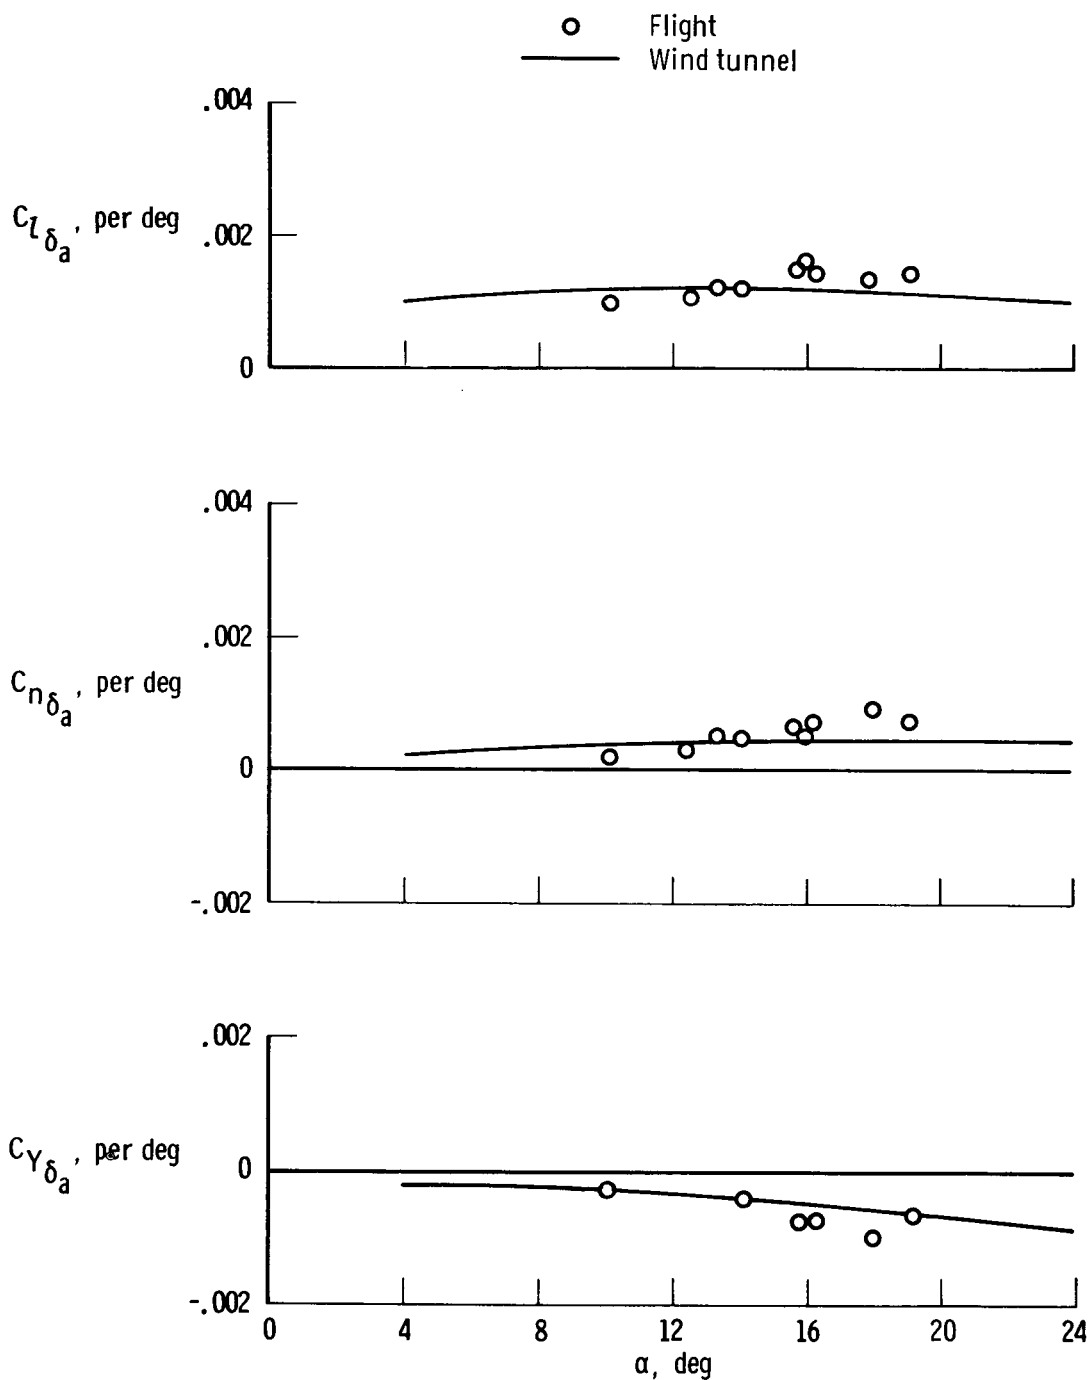 Flight
Wind tunnel
.004
C_{l_{δ_a}}, per deg
.002
0
.004
.002
C_{n_{δ_a}}, per deg
0
-.002
.002
C_{Y_{δ_a}}, per deg
0
-.002
0 4 8 12 16 20 24
α, deg